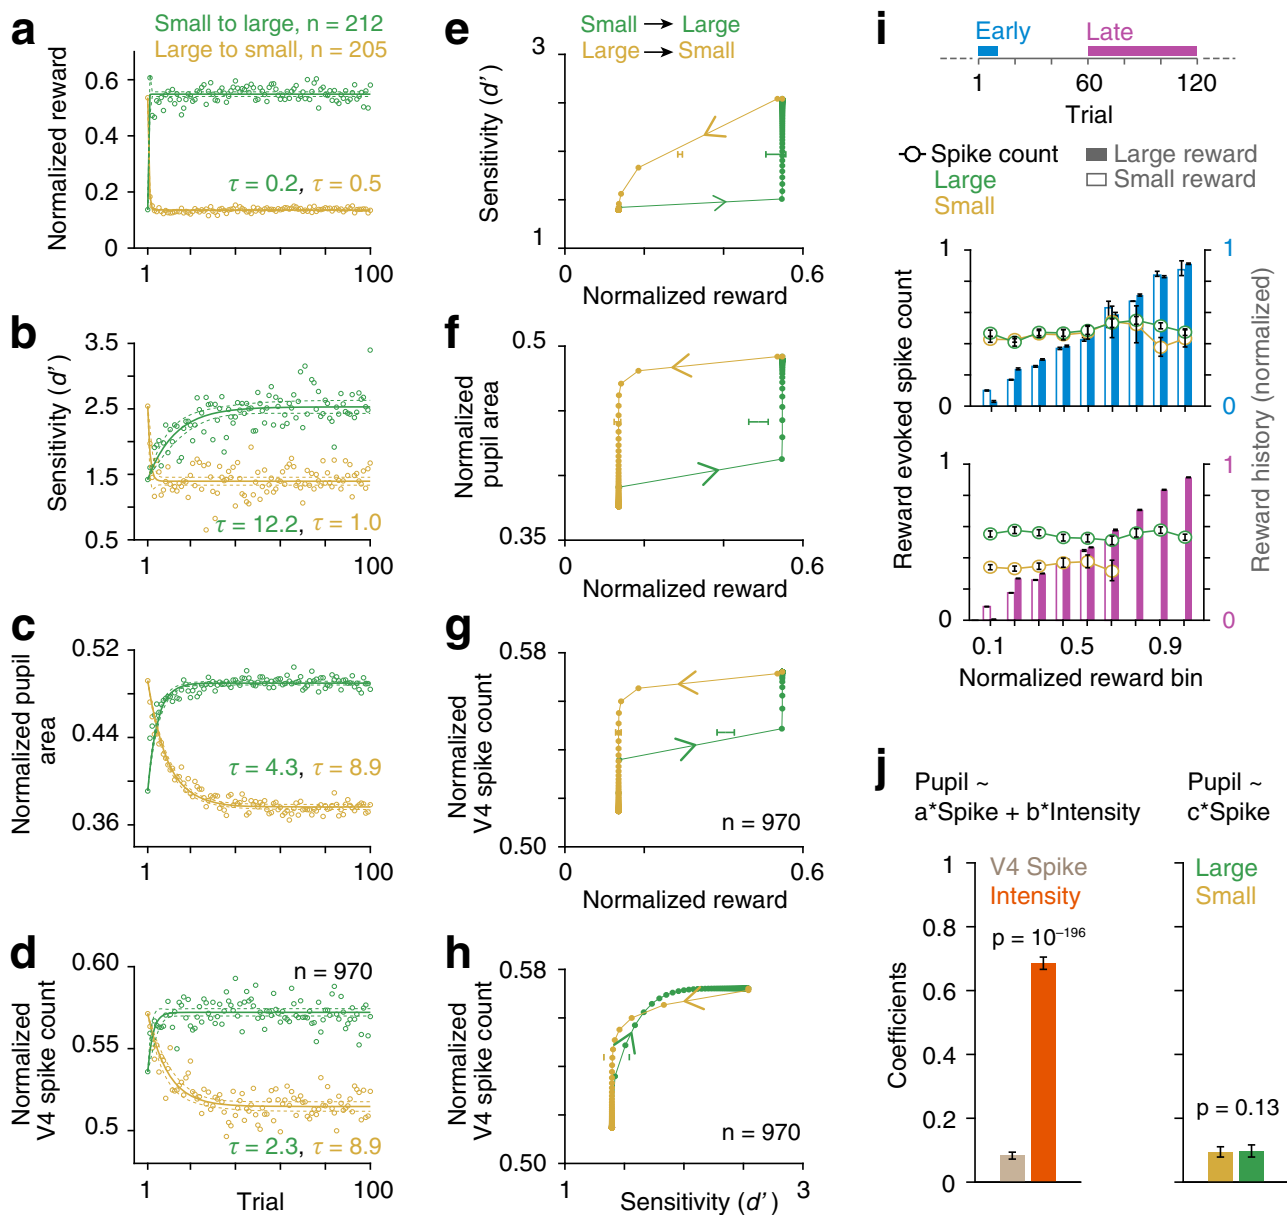 a
Small to large, n = 212
Large to small, n = 205
Normalized reward
0.6
0.4
0.2
0
τ = 0.2, τ = 0.5
1
100
b
Sensitivity (d′)
3.5
2.5
1.5
0.5
τ = 12.2, τ = 1.0
c
Normalized pupil
area
0.52
0.44
0.36
τ = 4.3, τ = 8.9
1
100
d
Normalized
V4 spike count
0.60
0.55
0.5
n = 970
τ = 2.3, τ = 8.9
1
100
Trial
e
Small → Large
Large → Small
Sensitivity (d′)
3
1
0
0.6
Normalized reward
f
Normalized
pupil area
0.5
0.35
0
0.6
Normalized reward
g
Normalized
V4 spike count
0.58
0.50
n = 970
0
0.6
Normalized reward
h
Normalized
V4 spike count
0.58
0.50
n = 970
1
3
Sensitivity (d′)
i
Early
Late
1
60
120
Trial
Spike count
Large
Small
Large reward
Small reward
Reward evoked spike count
Reward history (normalized)
1
0
1
0
1
0
1
0
0.1
0.5
0.9
Normalized reward bin
j
Pupil ~
a*Spike + b*Intensity
Pupil ~
c*Spike
Coefficients
1
0.8
0.6
0.4
0.2
0
V4 Spike
Intensity
p = 10⁻¹⁹⁶
Large
Small
p = 0.13